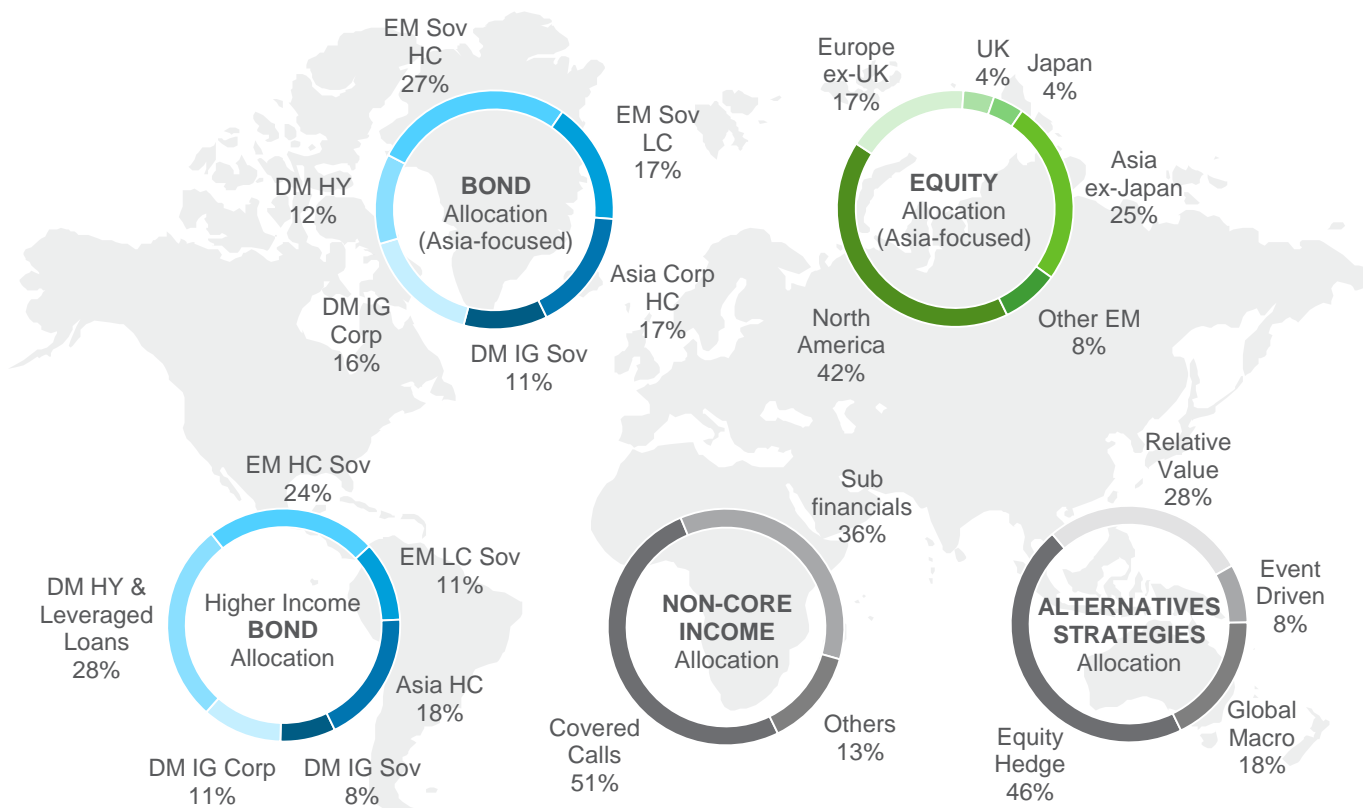 EM Sov
HC
27%
EM Sov
LC
17%
Asia Corp
HC
17%
DM IG Sov
11%
DM IG
Corp
16%
DM HY
12%
BOND
Allocation
(Asia-focused)
Europe
ex-UK
17%
UK
4%
Japan
4%
Asia
ex-Japan
25%
Other EM
8%
North
America
42%
EQUITY
Allocation
(Asia-focused)
EM HC Sov
24%
EM LC Sov
11%
Asia HC
18%
DM IG Sov
8%
DM IG Corp
11%
DM HY &
Leveraged
Loans
28%
Higher Income
BOND
Allocation
Sub
financials
36%
Others
13%
Covered
Calls
51%
NON-CORE
INCOME
Allocation
Relative
Value
28%
Event
Driven
8%
Global
Macro
18%
Equity
Hedge
46%
ALTERNATIVES
STRATEGIES
Allocation